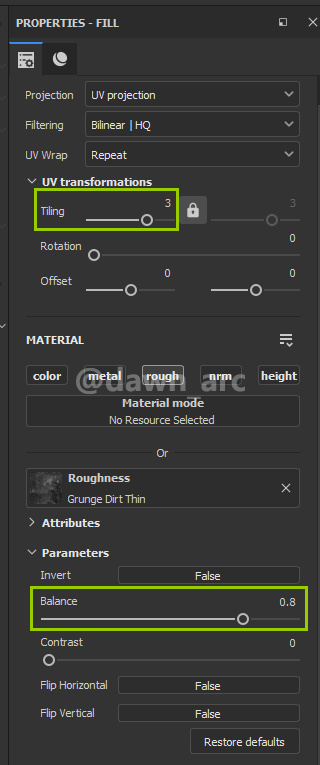 PROPERTIES - FILL
Projection UV projection
Filtering Bilinear | HQ
UV Wrap Repeat
UV transformations
Tiling 3 3
Rotation 0
Offset 0 0
MATERIAL
color metal rough nrm height
@dawn_arc
Material mode
No Resource Selected
Or
Roughness
Grunge Dirt Thin
Attributes
Parameters
Invert False
Balance 0.8
Contrast 0
Flip Horizontal False
Flip Vertical False
Restore defaults